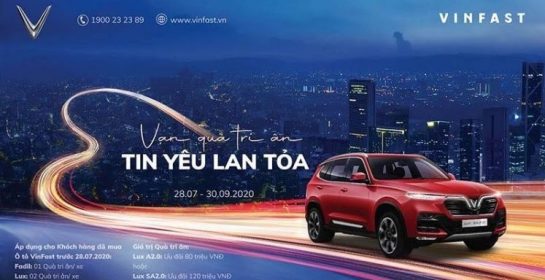 1900 23 23 89
www.vinfast.vn
VINFAST
Vạn quà tri ân
TIN YÊU LAN TỎA
28.07 - 30.09.2020
Áp dụng cho Khách hàng đã mua
Ô tô VinFast trước 28.07.2020:
Fadil: 01 Quà tri ân/xe
Lux: 02 Quà tri ân/ xe
Giá trị Quà tri ân
Lux A2.0: Ưu đãi 80 triệu VNĐ
hoặc
Lux SA2.0: Ưu đãi 120 triệu VNĐ